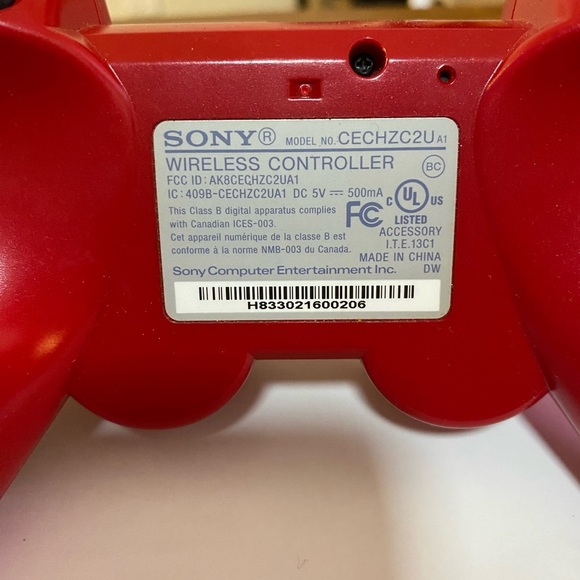 SONY® MODEL NO. CECHZC2U A1
WIRELESS CONTROLLER BC
FCC ID: AK8CECHZC2UA1
IC: 409B-CECHZC2UA1 DC 5V ⎓ 500mA
This Class B digital apparatus complies
with Canadian ICES-003.
Cet appareil numérique de la classe B est
conforme à la norme NMB-003 du Canada.
FC
C UL ® US
LISTED
ACCESSORY
I.T.E.13C1
MADE IN CHINA
DW
Sony Computer Entertainment Inc.
H833021600206